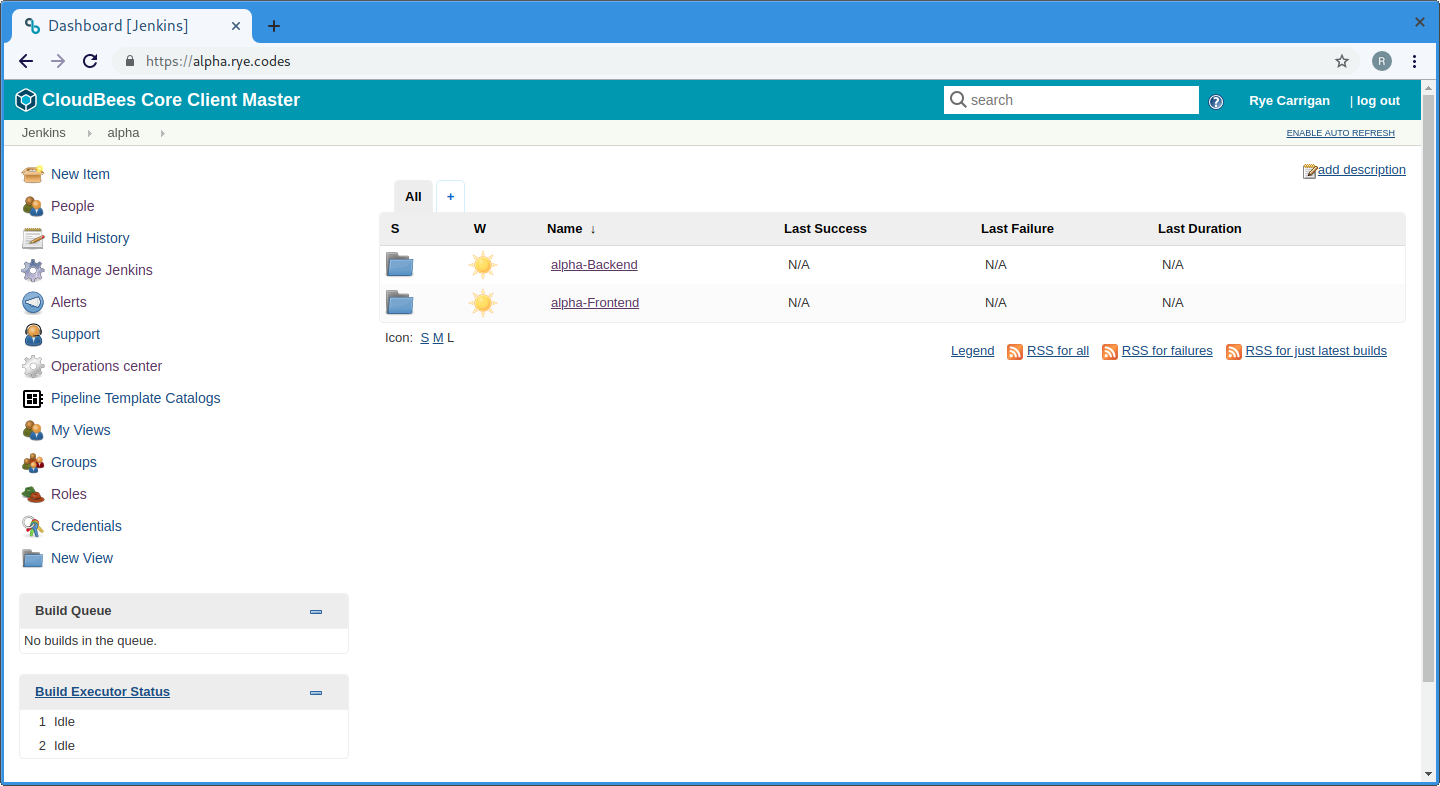 Dashboard [Jenkins]
https://alpha.rye.codes
R
CloudBees Core Client Master
search
Rye Carrigan
| log out
Jenkins
alpha
ENABLE AUTO REFRESH
New Item
People
Build History
Manage Jenkins
Alerts
Support
Operations center
Pipeline Template Catalogs
My Views
Groups
Roles
Credentials
New View
Build Queue
No builds in the queue.
Build Executor Status
1 Idle
2 Idle
add description
All +
S W Name ↓ Last Success Last Failure Last Duration
alpha-Backend N/A N/A N/A
alpha-Frontend N/A N/A N/A
Icon: S M L
Legend RSS for all RSS for failures RSS for just latest builds